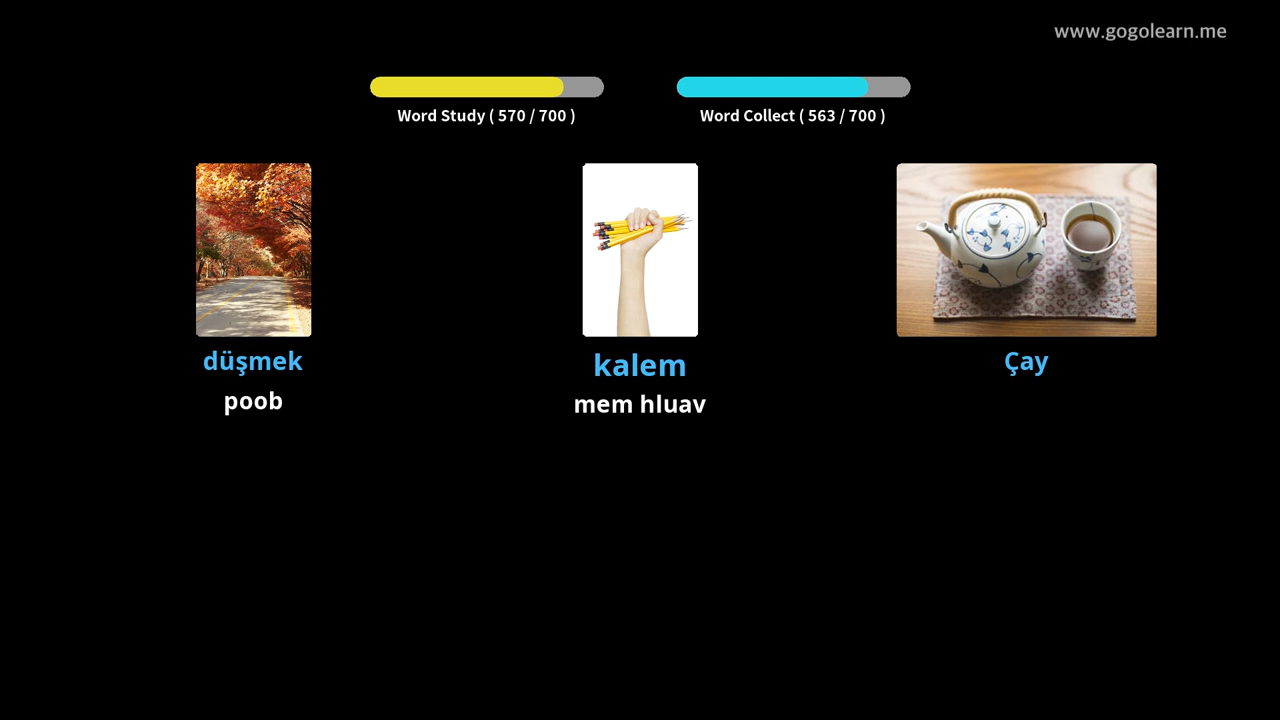 www.gogolearn.me
Word Study ( 570 / 700 )
Word Collect ( 563 / 700 )
düşmek
kalem
Çay
poob
mem hluav